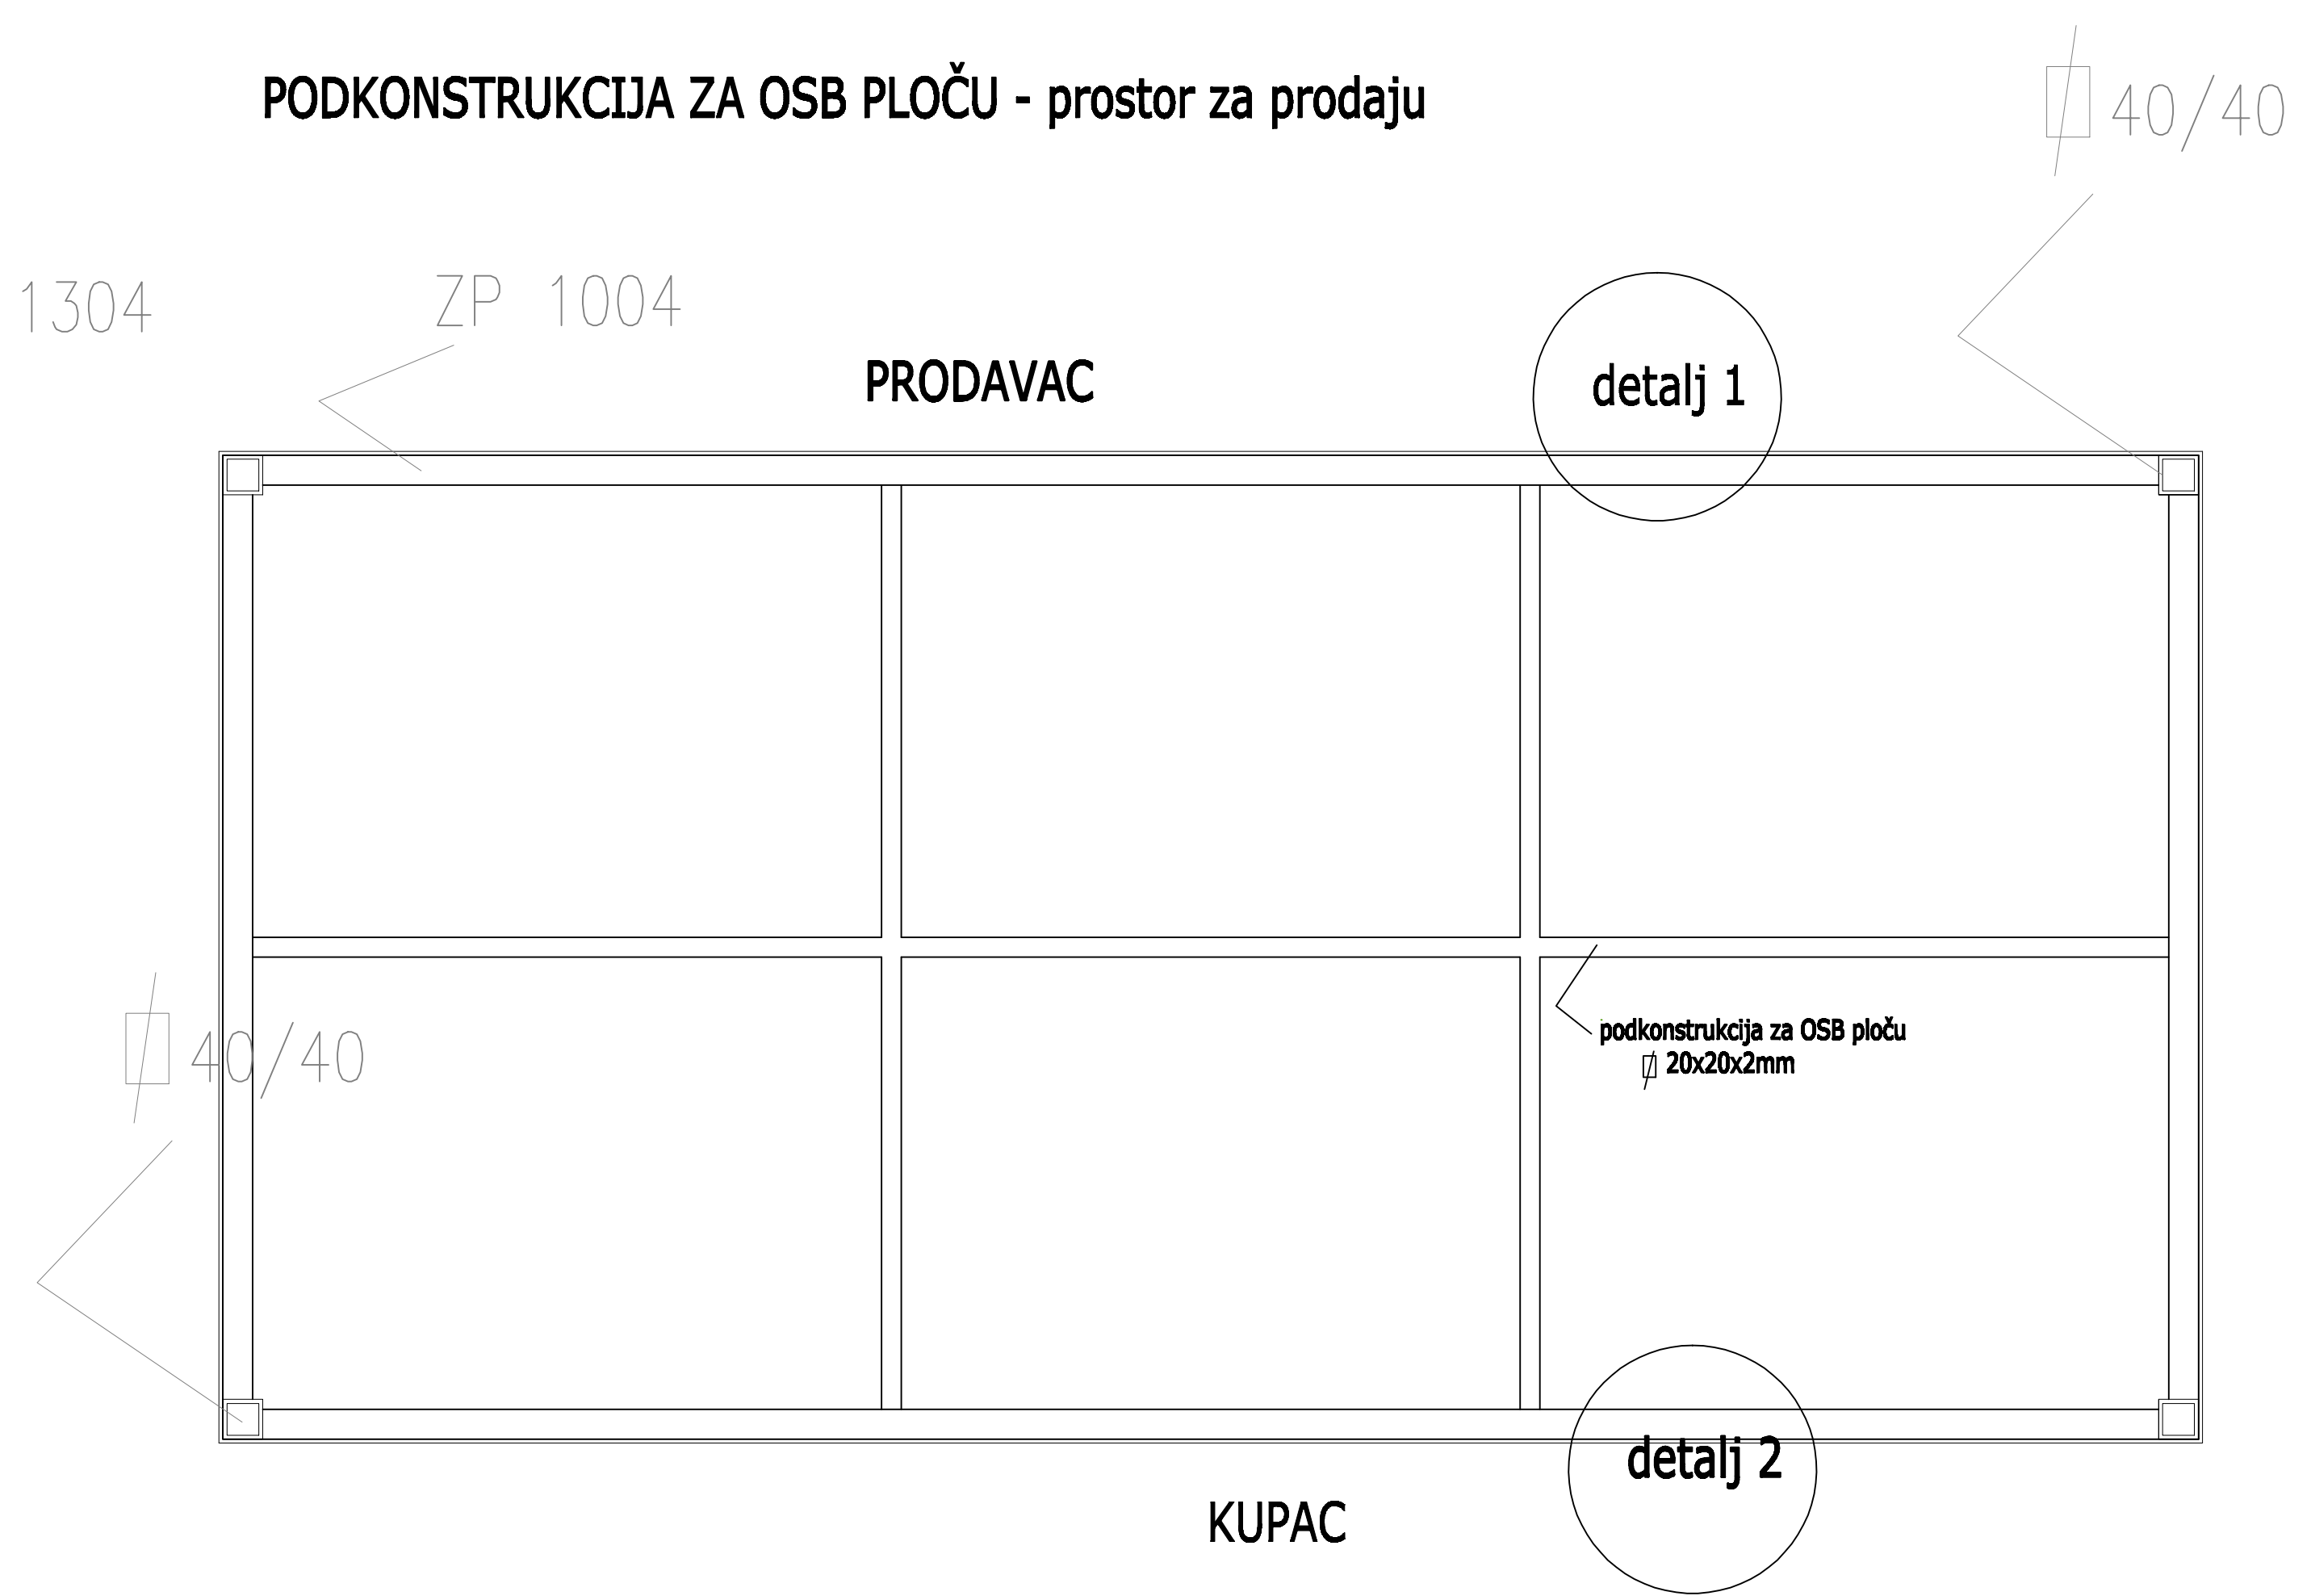 PODKONSTRUKCIJA ZA OSB PLOČU - prostor za prodaju
40/40
1304
ZP 1004
PRODAVAC
detalj 1
40/40
podkonstrukcija za OSB ploču
20x20x2mm
detalj 2
KUPAC